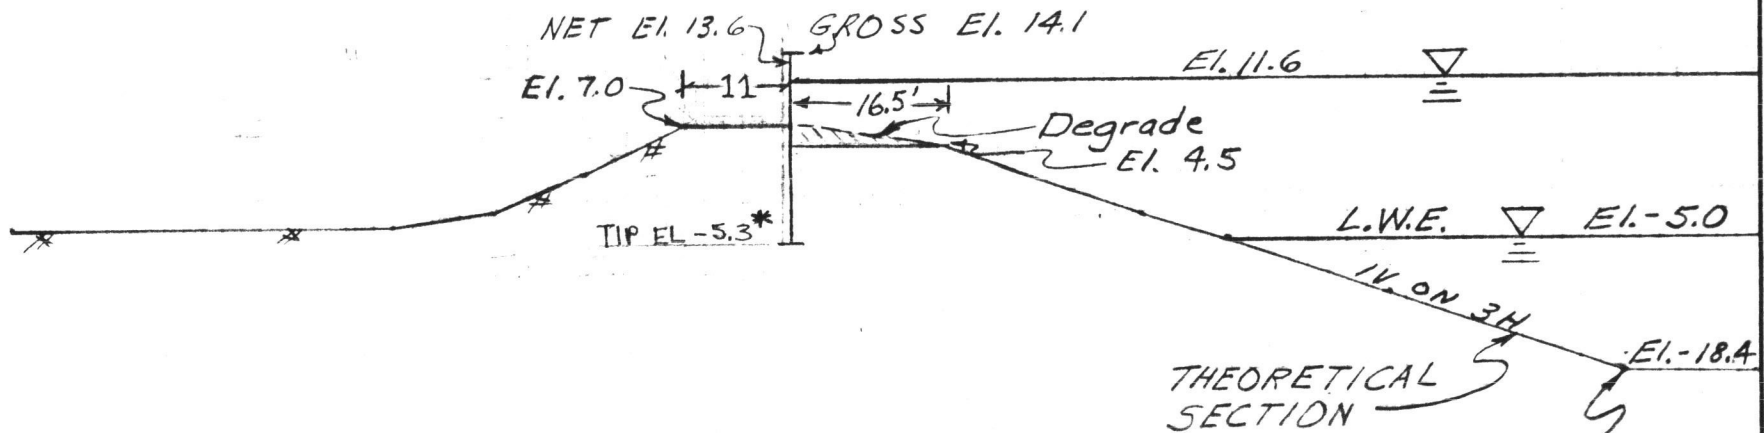 NET El. 13.6
GROSS El. 14.1
El. 11.6
El. 7.0
11
16.5'
Degrade
El. 4.5
TIP EL -5.3*
L.W.E.
El. -5.0
1V. ON 3H
El. -18.4
THEORETICAL
SECTION